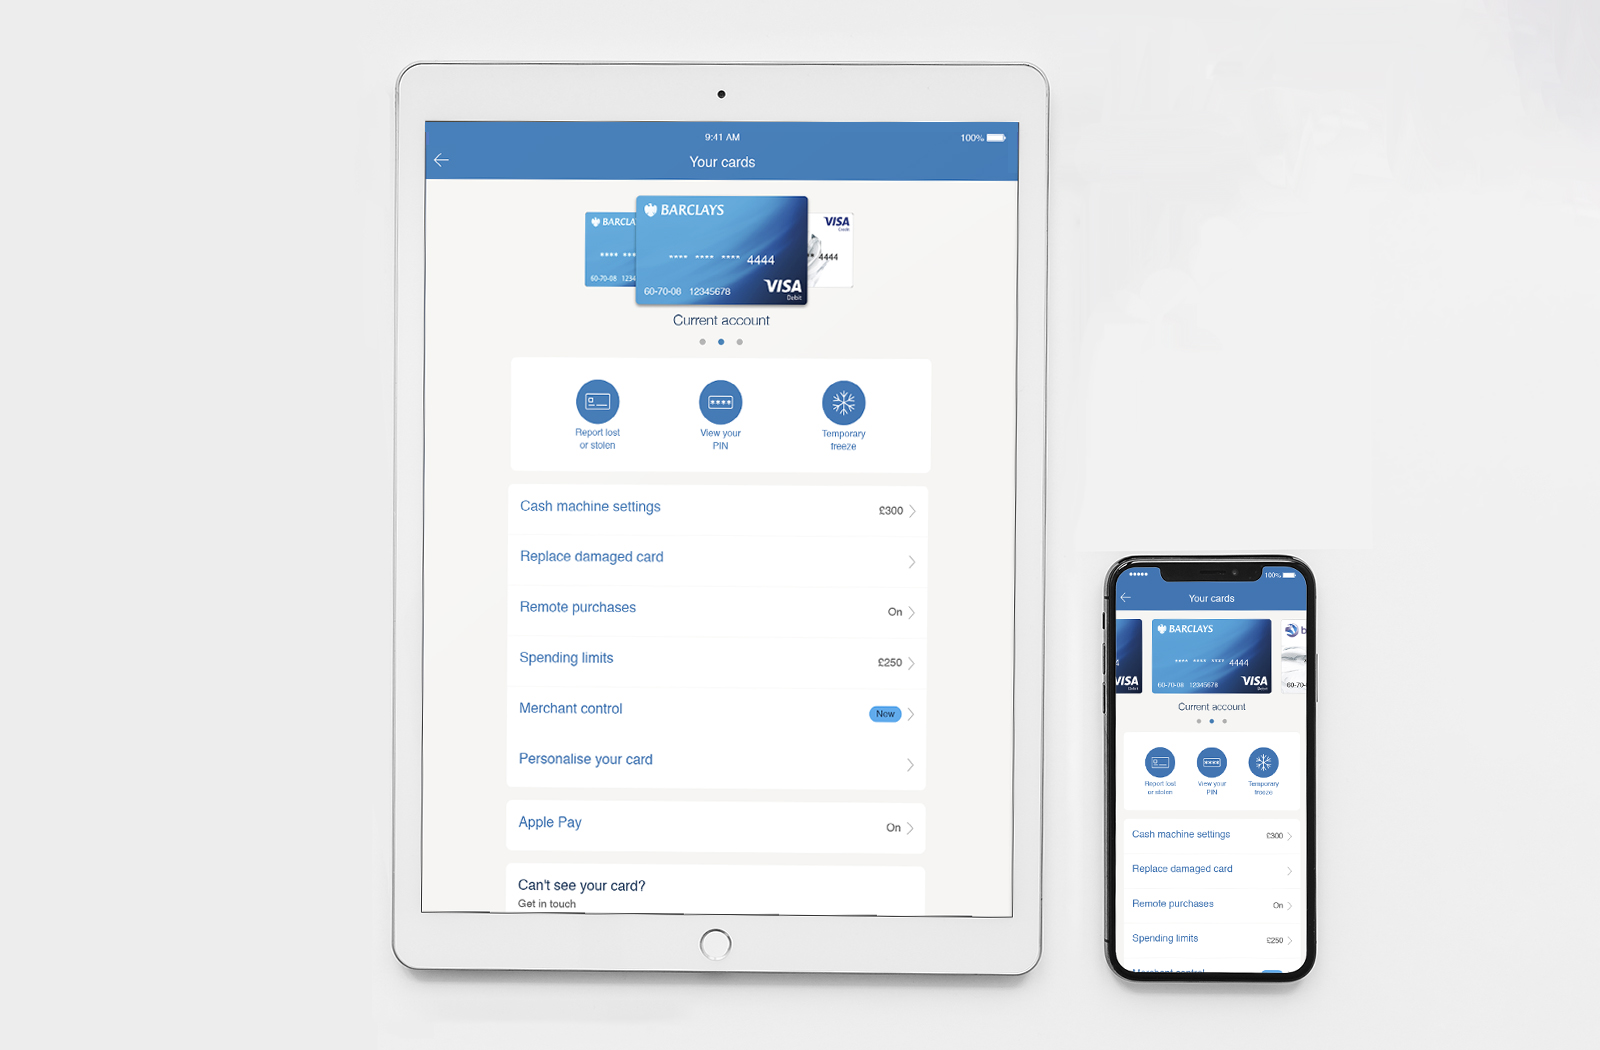 9:41 AM
100%
Your cards
BARCLA
BARCLAYS
VISA
Credit
**** ***
**** **** **** 4444
** 4444
60-70-08 1234
60-70-08 12345678
VISA
Debit
Current account
Report lost
or stolen
View your
PIN
Temporary
freeze
Cash machine settings £300
Replace damaged card
Remote purchases On
Spending limits £250
Merchant control New
Personalise your card
Apple Pay On
Can't see your card?
Get in touch
100%
Your cards
VISA
Debit
BARCLAYS
**** **** **** 4444
60-70-08 12345678
VISA
Debit
b
60-70-
Current account
Report lost
or stolen
View your
PIN
Temporary
freeze
Cash machine settings £300
Replace damaged card
Remote purchases On
Spending limits £250
Merchant control